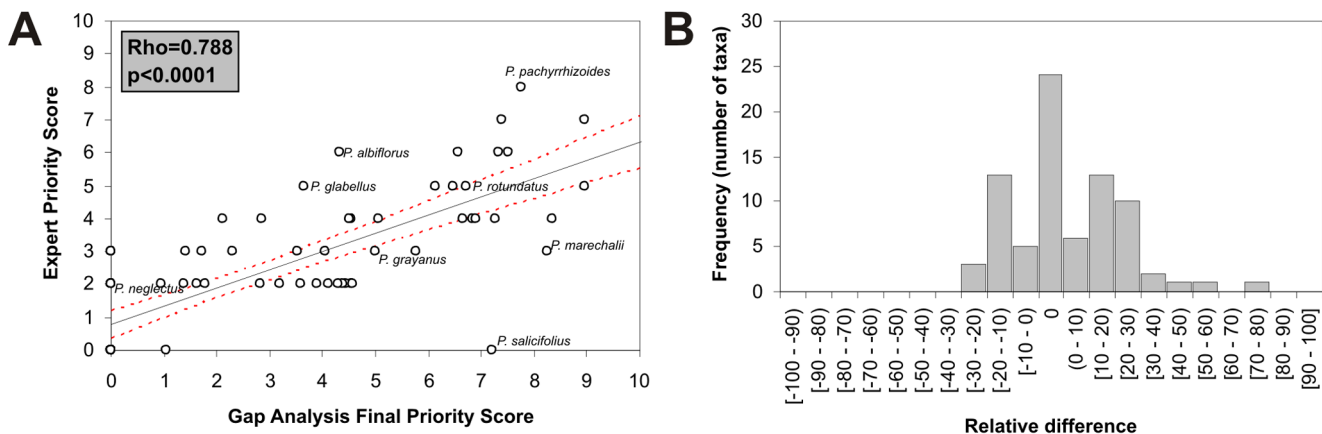 A
Rho=0.788
p<0.0001
Expert Priority Score
10
9
8
7
6
5
4
3
2
1
0
P. pachyrrhizoides
P. albiflorus
P. glabellus
P. rotundatus
P. marechalii
P. grayanus
P. neglectus
P. salicifolius
0 1 2 3 4 5 6 7 8 9 10
Gap Analysis Final Priority Score
B
Frequency (number of taxa)
30
25
20
15
10
5
0
[-100 - -90)
[-90 - -80)
[-80 - -70)
[-70 - -60)
[-60 - -50)
[-50 - -40)
[-40 - -30)
[-30 - -20)
[-20 - -10)
[-10 - 0)
0
(0 - 10)
[10 - 20)
[20 - 30)
[30 - 40)
[40 - 50)
[50 - 60)
[60 - 70)
[70 - 80)
[80 - 90)
[90 - 100]
Relative difference